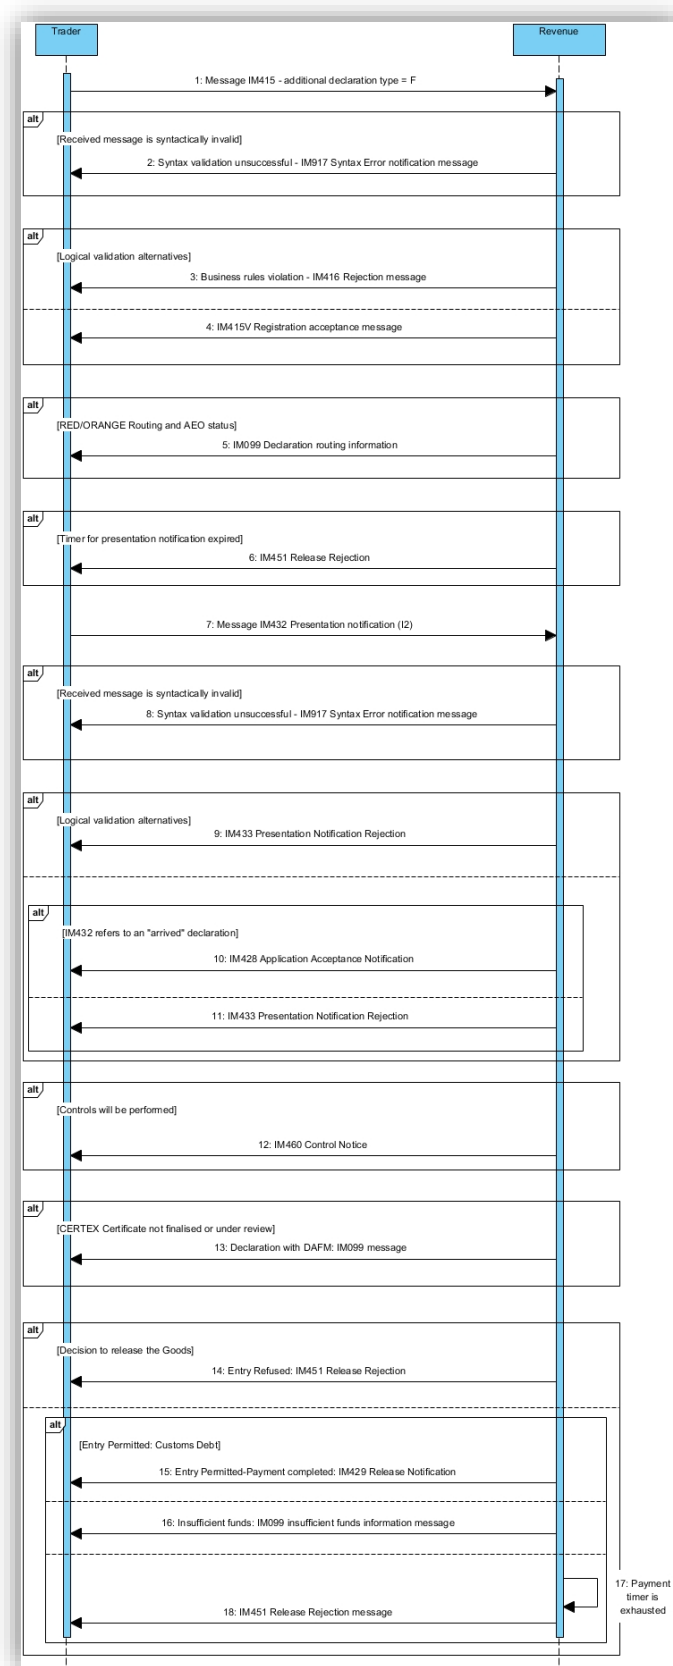 Trader
Revenue
1: Message IM415 - additional declaration type = F
alt
[Received message is syntactically invalid]
2: Syntax validation unsuccessful - IM917 Syntax Error notification message
alt
[Logical validation alternatives]
3: Business rules violation - IM416 Rejection message
4: IM415V Registration acceptance message
alt
[RED/ORANGE Routing and AEO status]
5: IM099 Declaration routing information
alt
[Timer for presentation notification expired]
6: IM451 Release Rejection
7: Message IM432 Presentation notification (I2)
alt
[Received message is syntactically invalid]
8: Syntax validation unsuccessful - IM917 Syntax Error notification message
alt
[Logical validation alternatives]
9: IM433 Presentation Notification Rejection
alt
[IM432 refers to an "arrived" declaration]
10: IM428 Application Acceptance Notification
11: IM433 Presentation Notification Rejection
alt
[Controls will be performed]
12: IM460 Control Notice
alt
[CERTEX Certificate not finalised or under review]
13: Declaration with DAFM: IM099 message
alt
[Decision to release the Goods]
14: Entry Refused: IM451 Release Rejection
alt
[Entry Permitted: Customs Debt]
15: Entry Permitted-Payment completed: IM429 Release Notification
16: Insufficient funds: IM099 insufficient funds information message
17: Payment
timer is
exhausted
18: IM451 Release Rejection message